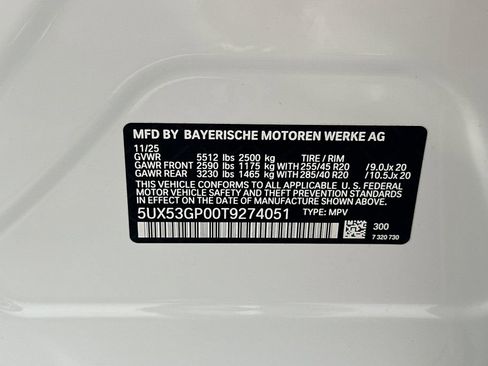 MFD BY BAYERISCHE MOTOREN WERKE AG
11/25
GVWR 5512 lbs 2500 kg TIRE / RIM
GAWR FRONT 2590 lbs 1175 kg WITH 255/45 R20 /9.0Jx 20
GAWR REAR 3230 lbs 1465 kg WITH 285/40 R20 /10.5Jx 20
THIS VEHICLE CONFORMS TO ALL APPLICABLE U. S. FEDERAL
MOTOR VEHICLE SAFETY STANDARDS IN EFFECT ON THE
DATE OF MANUFACTURE SHOWN ABOVE.
5UX53GP00T9274051 TYPE: MPV
300
7 320 730